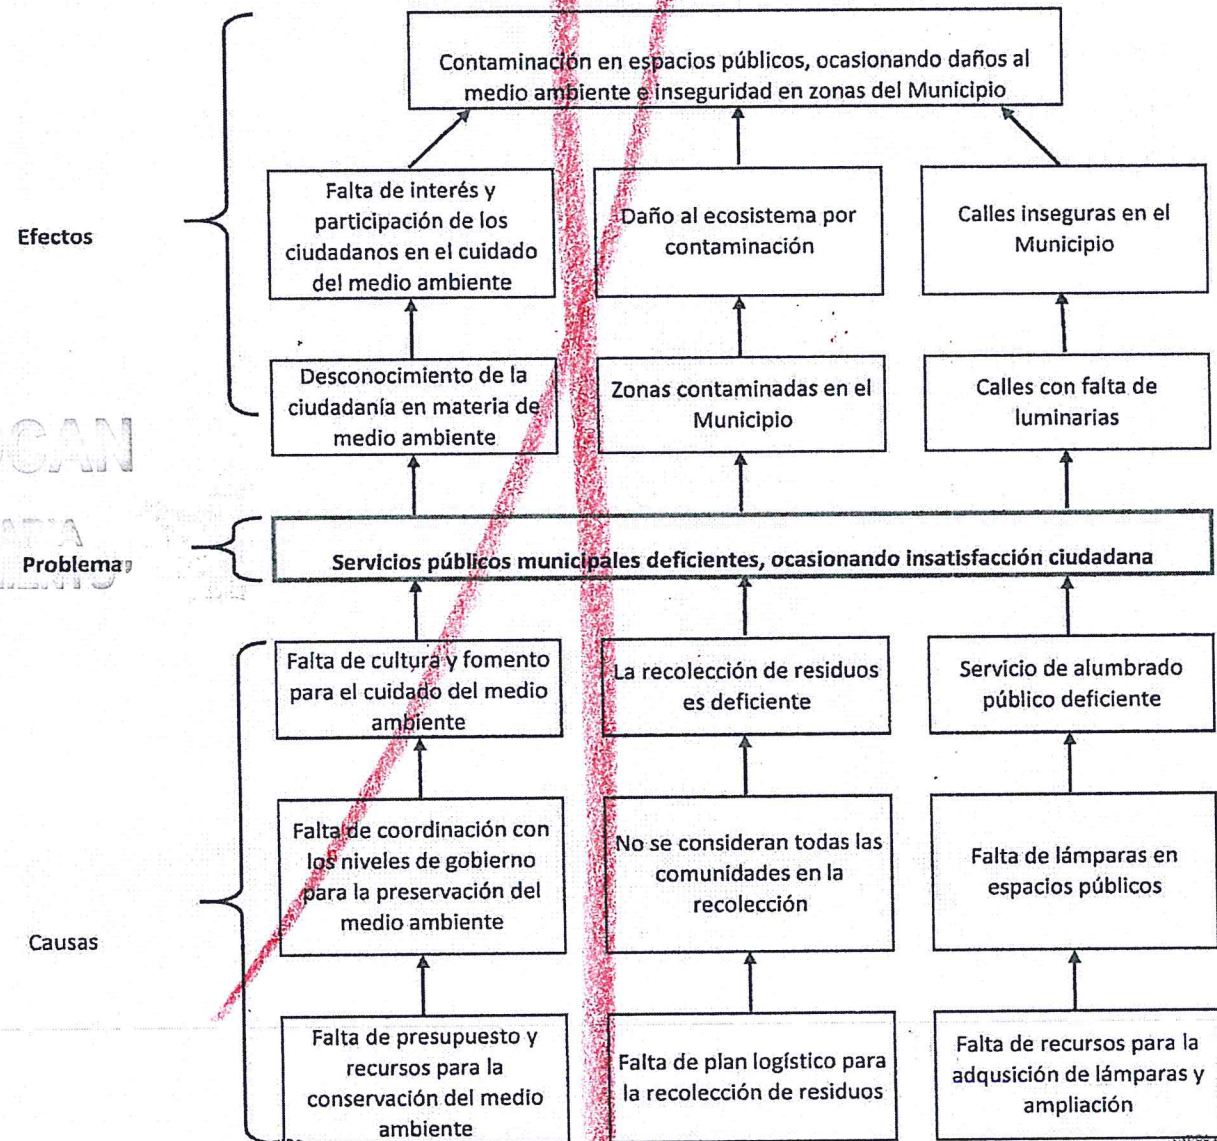 Contaminación en espacios públicos, ocasionando daños al
medio ambiente e inseguridad en zonas del Municipio
Efectos
Falta de interés y
participación de los
ciudadanos en el cuidado
del medio ambiente
Daño al ecosistema por
contaminación
Calles inseguras en el
Municipio
Desconocimiento de la
ciudadanía en materia de
medio ambiente
Zonas contaminadas en el
Municipio
Calles con falta de
luminarias
Problema
Servicios públicos municipales deficientes, ocasionando insatisfacción ciudadana
Causas
Falta de cultura y fomento
para el cuidado del medio
ambiente
La recolección de residuos
es deficiente
Servicio de alumbrado
público deficiente
Falta de coordinación con
los niveles de gobierno
para la preservación del
medio ambiente
No se consideran todas las
comunidades en la
recolección
Falta de lámparas en
espacios públicos
Falta de presupuesto y
recursos para la
conservación del medio
ambiente
Falta de plan logístico para
la recolección de residuos
Falta de recursos para la
adqusición de lámparas y
ampliación